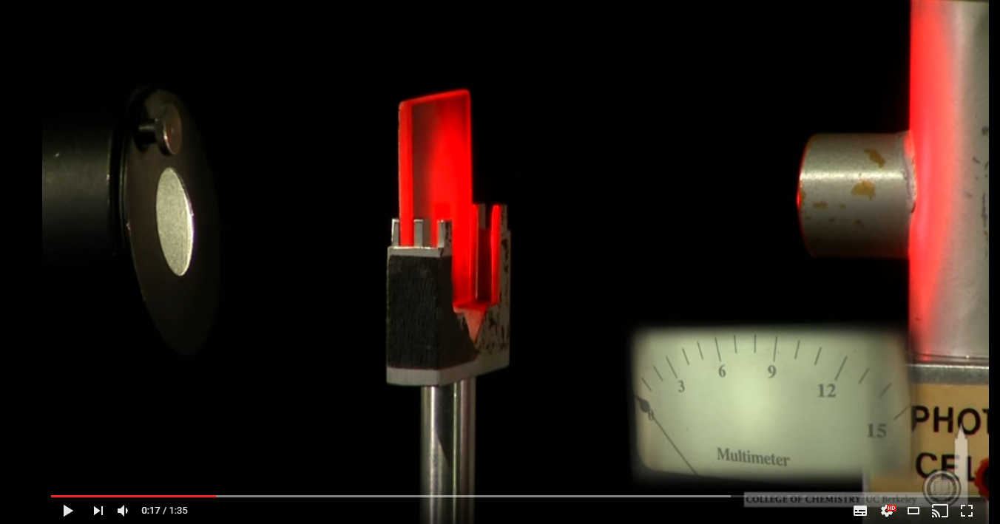 0
3
6
9
12
15
Multimeter
PHOT
CEL
COLLEGE OF CHEMISTRY UC Berkeley
0:17 / 1:35
HD